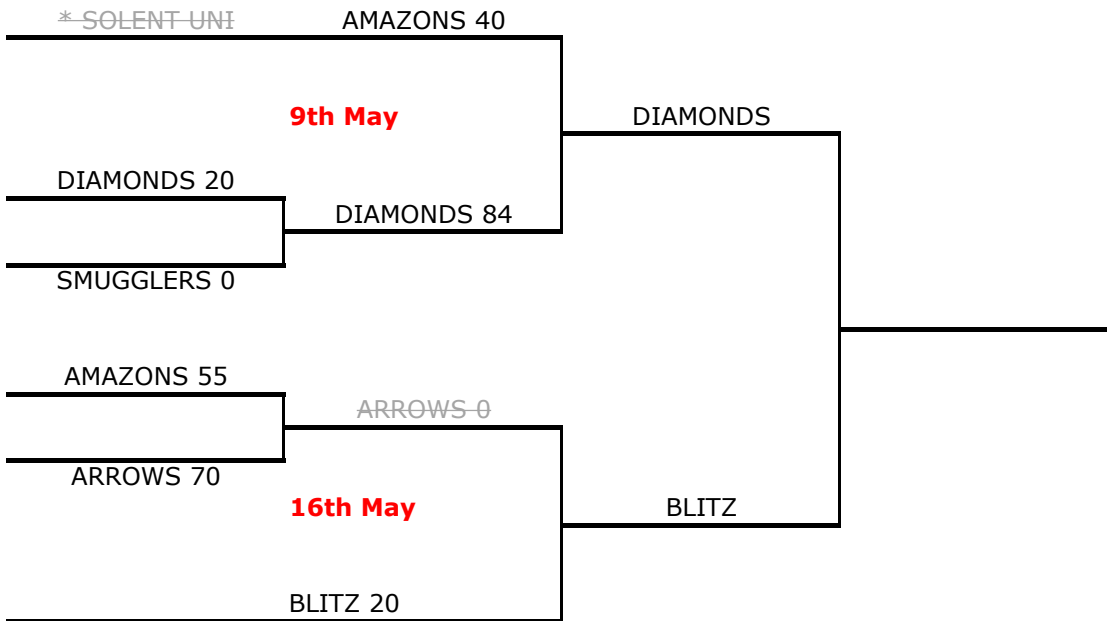 * SOLENT UNI
AMAZONS 40
9th May
DIAMONDS
DIAMONDS 20
DIAMONDS 84
SMUGGLERS 0
AMAZONS 55
ARROWS 0
ARROWS 70
16th May
BLITZ
BLITZ 20